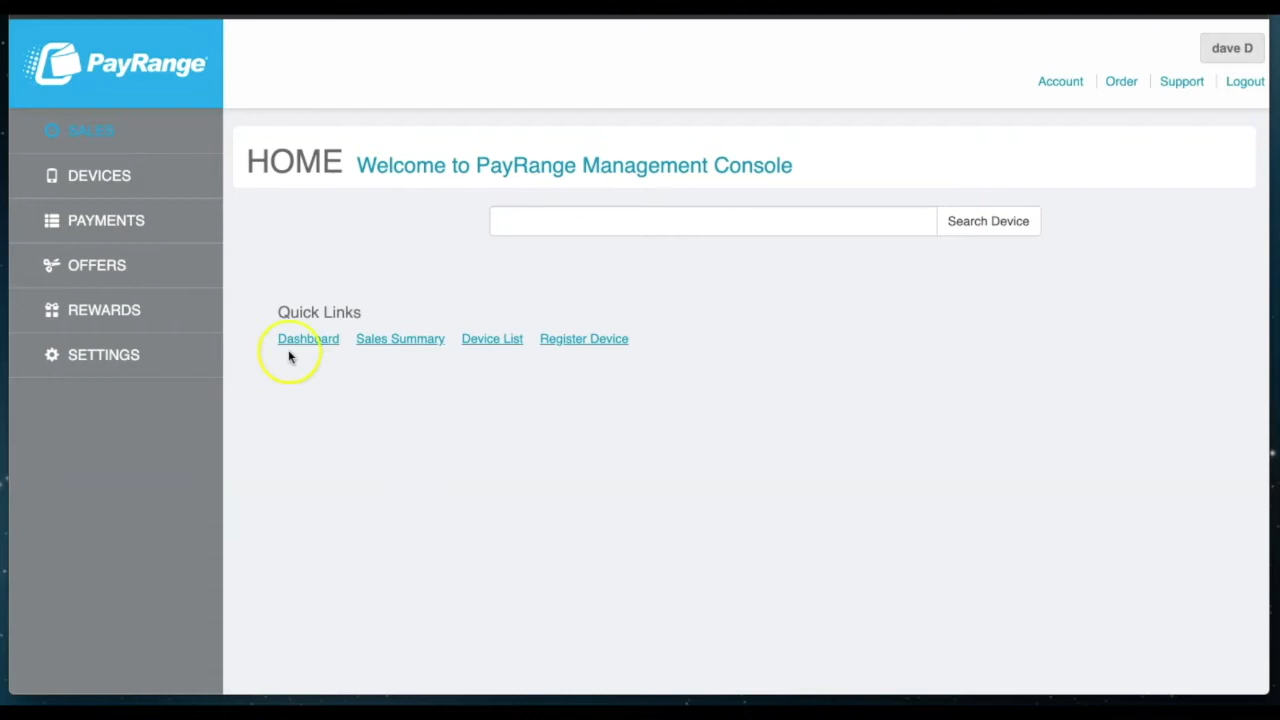 PayRange
dave D
Account
Order
Support
Logout
SALES
DEVICES
PAYMENTS
OFFERS
REWARDS
SETTINGS
HOME Welcome to PayRange Management Console
Search Device
Quick Links
Dashboard Sales Summary Device List Register Device